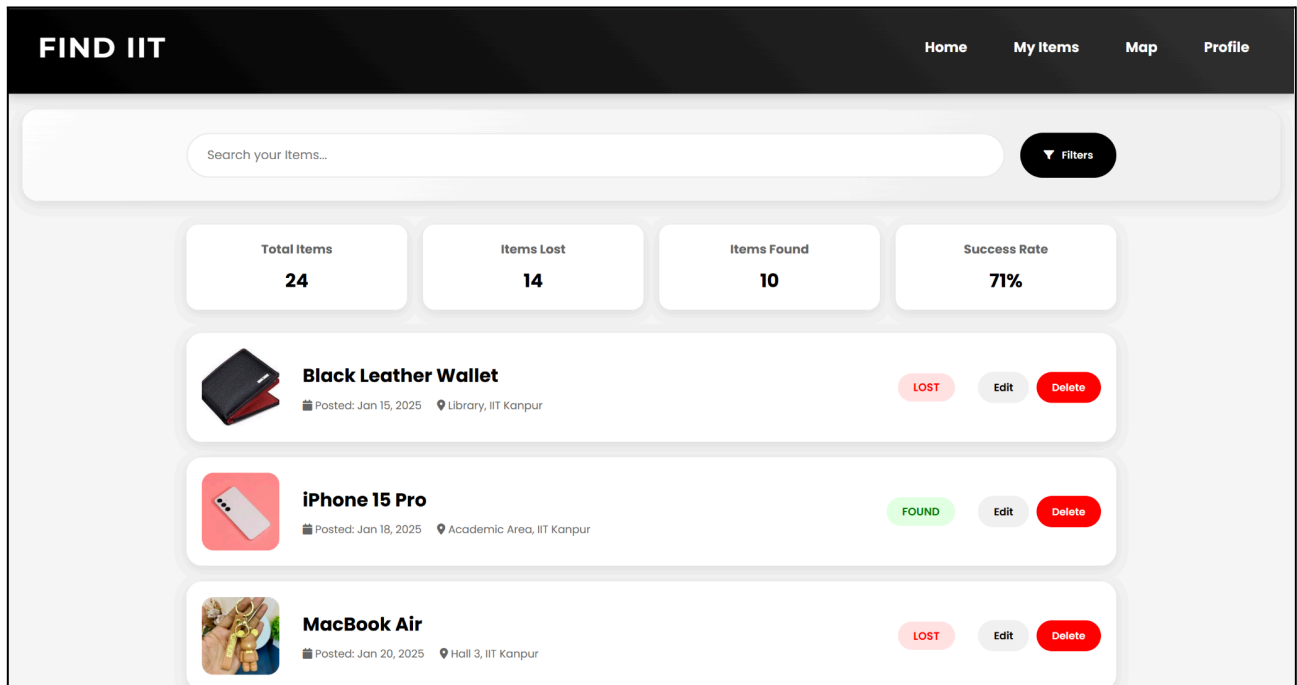 FIND IIT
Home My Items Map Profile
Search your Items...
Filters
Total Items Items Lost Items Found Success Rate
24 14 10 71%
Black Leather Wallet
Posted: Jan 15, 2025 Library, IIT Kanpur
LOST Edit Delete
iPhone 15 Pro
Posted: Jan 18, 2025 Academic Area, IIT Kanpur
FOUND Edit Delete
MacBook Air
Posted: Jan 20, 2025 Hall 3, IIT Kanpur
LOST Edit Delete